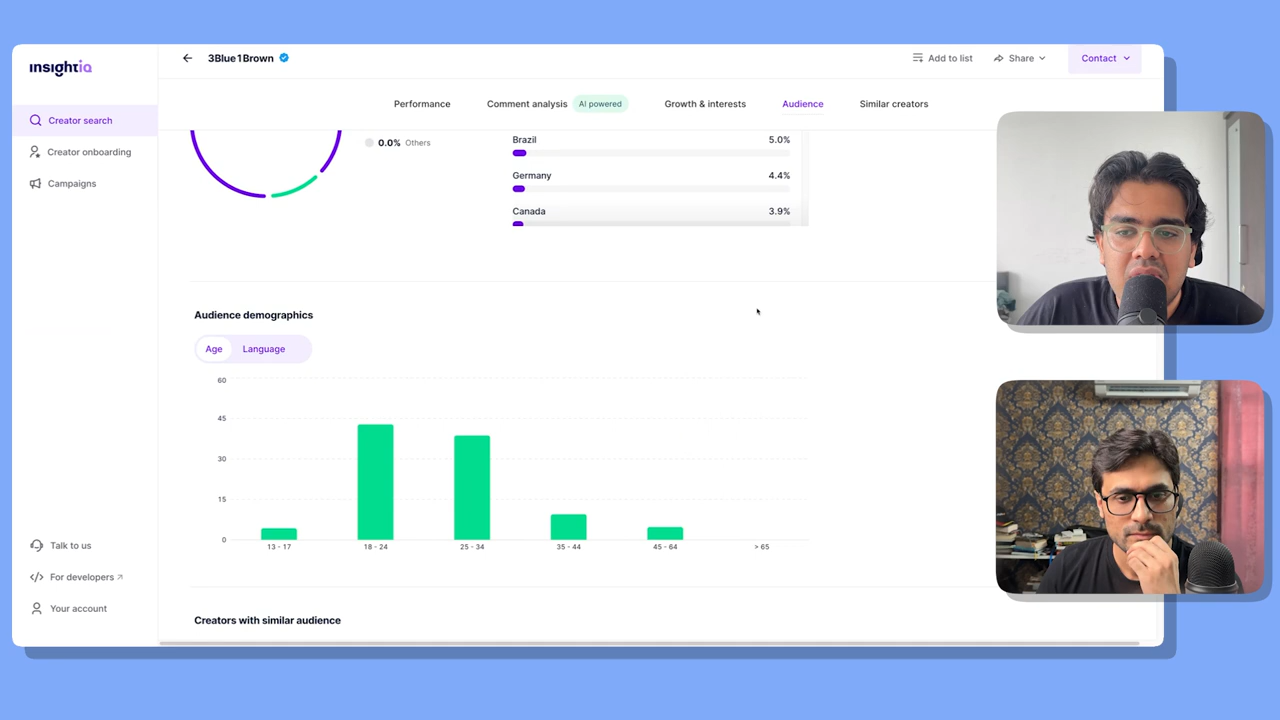 insightiq
3Blue1Brown
Add to list
Share
Contact
Creator search
Creator onboarding
Campaigns
Performance
Comment analysis
AI powered
Growth & interests
Audience
Similar creators
0.0% Others
Brazil 5.0%
Germany 4.4%
Canada 3.9%
Audience demographics
Age Language
60
45
30
15
0
13 - 17 18 - 24 25 - 34 35 - 44 45 - 64 > 65
Talk to us
For developers
Your account
Creators with similar audience